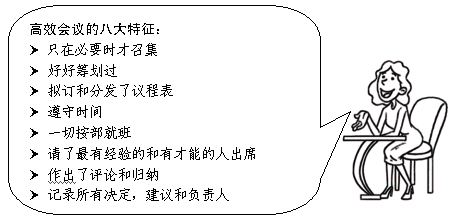 高效会议的八大特征：
➤ 只在必要时才召集
➤ 好好筹划过
➤ 拟订和分发了议程表
➤ 遵守时间
➤ 一切按部就班
➤ 请了最有经验的和有才能的人出席
➤ 作出了评论和归纳
➤ 记录所有决定，建议和负责人